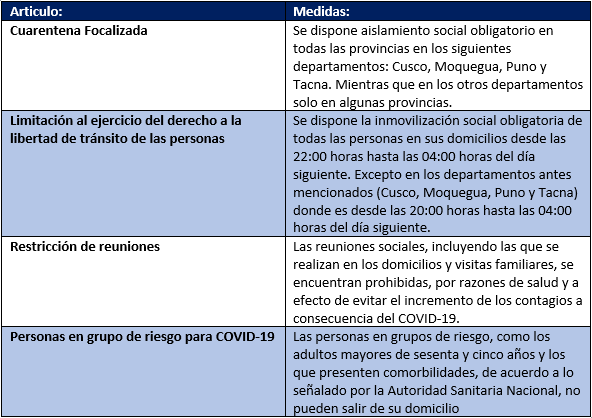 Articulo:
Medidas:
Cuarentena Focalizada
Se dispone aislamiento social obligatorio en
todas las provincias en los siguientes
departamentos: Cusco, Moquegua, Puno y
Tacna. Mientras que en los otros departamentos
solo en algunas provincias.
Limitación al ejercicio del derecho a la
libertad de tránsito de las personas
Se dispone la inmovilización social obligatoria de
todas las personas en sus domicilios desde las
22:00 horas hasta las 04:00 horas del día
siguiente. Excepto en los departamentos antes
mencionados (Cusco, Moquegua, Puno y Tacna)
donde es desde las 20:00 horas hasta las 04:00
horas del día siguiente.
Restricción de reuniones
Las reuniones sociales, incluyendo las que se
realizan en los domicilios y visitas familiares, se
encuentran prohibidas, por razones de salud y a
efecto de evitar el incremento de los contagios a
consecuencia del COVID-19.
Personas en grupo de riesgo para COVID-19
Las personas en grupos de riesgo, como los
adultos mayores de sesenta y cinco años y los
que presenten comorbilidades, de acuerdo a lo
señalado por la Autoridad Sanitaria Nacional, no
pueden salir de su domicilio